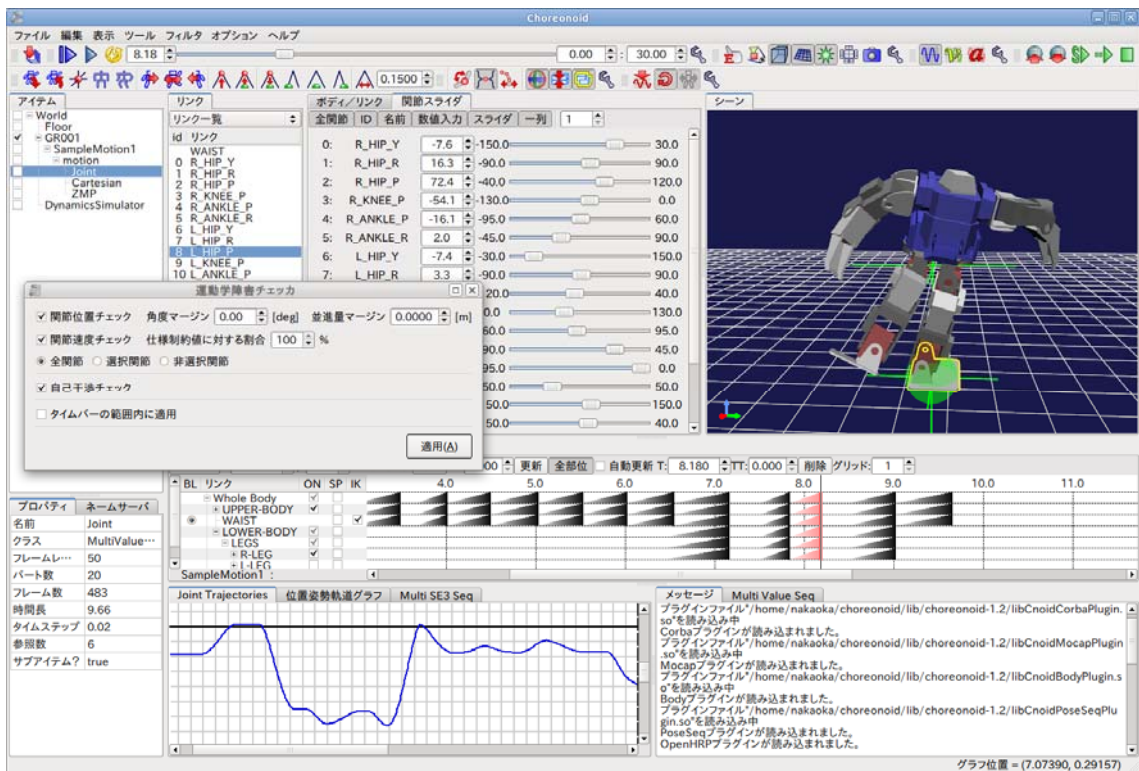 Choreonoid
ファイル 編集 表示 ツール フィルタ オプション ヘルプ
8.18 0.00 : 30.00
0.1500
アイテム
World
Floor
GR001
SampleMotion1
motion
Joint
Cartesian
ZMP
DynamicsSimulator
リンク
リンク一覧
id リンク
WAIST
0 R_HIP_Y
1 R_HIP_R
2 R_HIP_P
3 R_KNEE_P
4 R_ANKLE_P
5 R_ANKLE_R
6 L_HIP_Y
7 L_HIP_R
8 L_HIP_P
9 L_KNEE_P
10 L_ANKLE_P
ボディ／リンク 関節スライダ
全関節 ID 名前 数値入力 スライダ 一列 1
0: R_HIP_Y -7.6 -150.0 30.0
1: R_HIP_R 16.3 -90.0 90.0
2: R_HIP_P 72.4 -40.0 120.0
3: R_KNEE_P -54.1 -130.0 0.0
4: R_ANKLE_P -16.1 -95.0 60.0
5: R_ANKLE_R 2.0 -45.0 90.0
6: L_HIP_Y -7.4 -30.0 150.0
7: L_HIP_R 3.3 -90.0 90.0
20.0 40.0
0.0 130.0
60.0 95.0
90.0 45.0
95.0 0.0
50.0 50.0
50.0 150.0
50.0 40.0
シーン
運動学障害チェッカ
関節位置チェック 角度マージン 0.00 [deg] 並進量マージン 0.0000 [m]
関節速度チェック 仕様制約値に対する割合 100 %
全関節 選択関節 非選択関節
自己干渉チェック
タイムバーの範囲内に適用
適用(A)
00 更新 全部位 自動更新 T: 8.180 TT: 0.000 削除 グリッド: 1
BL リンク ON SP IK 4.0 5.0 6.0 7.0 8.0 9.0 10.0 11.0
Whole Body
UPPER-BODY
WAIST
LOWER-BODY
LEGS
R-LEG
L-LEG
SampleMotion1 :
プロパティ ネームサーバ
名前 Joint
クラス MultiValue…
フレームレ… 50
パート数 20
フレーム数 483
時間長 9.66
タイムステップ 0.02
参照数 6
サブアイテム? true
Joint Trajectories 位置姿勢軌道グラフ Multi SE3 Seq
メッセージ Multi Value Seq
プラグインファイル"/home/nakaoka/choreonoid/lib/choreonoid-1.2/libCnoidCorbaPlugin.
so"を読み込み中
Corbaプラグインが読み込まれました。
プラグインファイル"/home/nakaoka/choreonoid/lib/choreonoid-1.2/libCnoidMocapPlugin
.so"を読み込み中
Mocapプラグインが読み込まれました。
プラグインファイル"/home/nakaoka/choreonoid/lib/choreonoid-1.2/libCnoidBodyPlugin.s
o"を読み込み中
Bodyプラグインが読み込まれました。
プラグインファイル"/home/nakaoka/choreonoid/lib/choreonoid-1.2/libCnoidPoseSeqPlu
gin.so"を読み込み中
PoseSeqプラグインが読み込まれました。
OpenHRPプラグインが読み込まれました。
グラフ位置 = (7.07390, 0.29157)